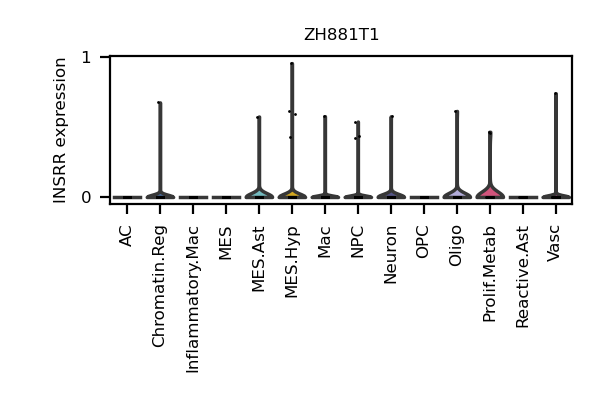 ZH881T1
INSRR expression
1
0
AC
Chromatin.Reg
Inflammatory.Mac
MES
MES.Ast
MES.Hyp
Mac
NPC
Neuron
OPC
Oligo
Prolif.Metab
Reactive.Ast
Vasc